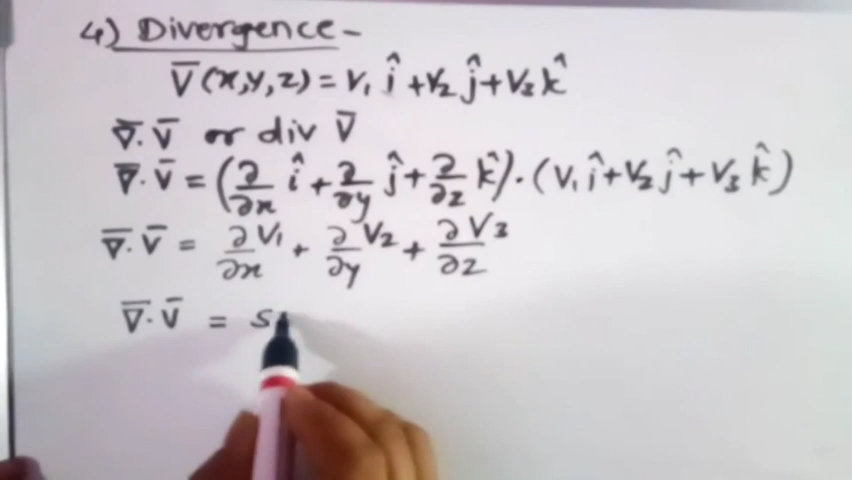 4) Divergence -
V̅(x,y,z) = V₁ î + V₂ ĵ + V₃ k̂
∇̅. V̅ or div V̅
∇̅. V̅ = (∂/∂x î + ∂/∂y ĵ + ∂/∂z k̂) . (V₁ î + V₂ ĵ + V₃ k̂)
∇̅. V̅ = ∂V₁/∂x + ∂V₂/∂y + ∂V₃/∂z
∇̅. V̅ = s